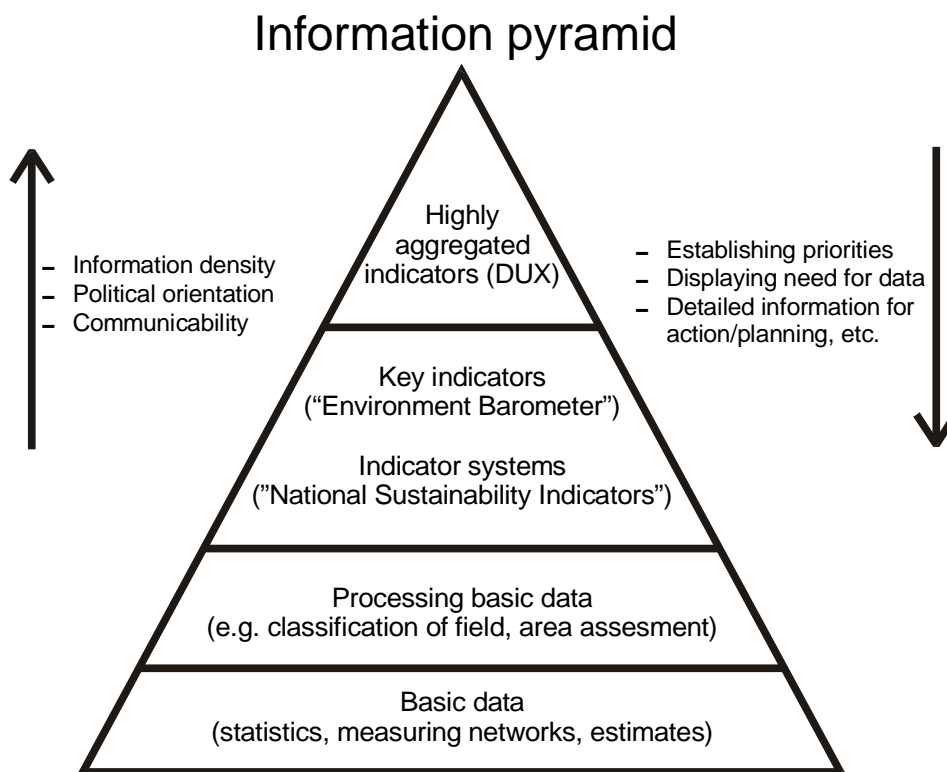 Information pyramid
Highly
aggregated
indicators (DUX)
– Information density
– Political orientation
– Communicability
– Establishing priorities
– Displaying need for data
– Detailed information for
action/planning, etc.
Key indicators
(“Environment Barometer”)
Indicator systems
(”National Sustainability Indicators”)
Processing basic data
(e.g. classification of field, area assesment)
Basic data
(statistics, measuring networks, estimates)